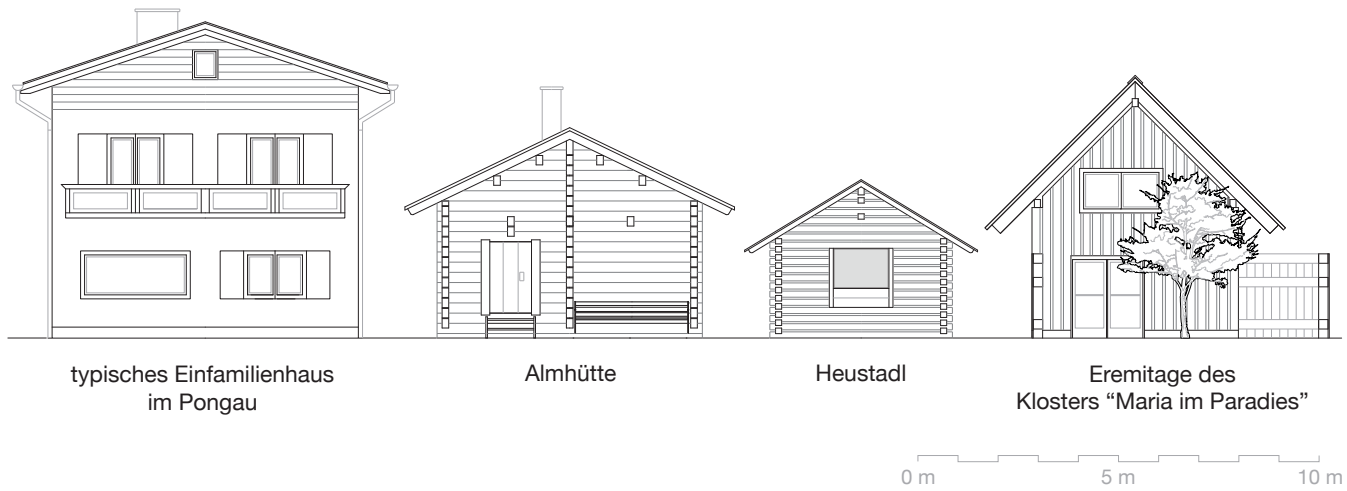 typisches Einfamilienhaus
im Pongau
Almhütte
Heustadl
Eremitage des
Klosters “Maria im Paradies”
0 m
5 m
10 m